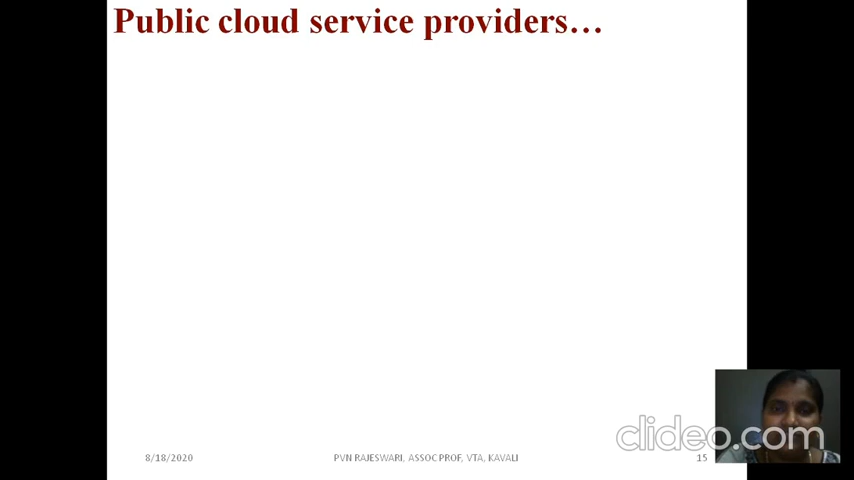 Public cloud service providers…
clideo.com
8/18/2020
PVN RAJESWARI, ASSOC PROF, VTA, KAVALI
15